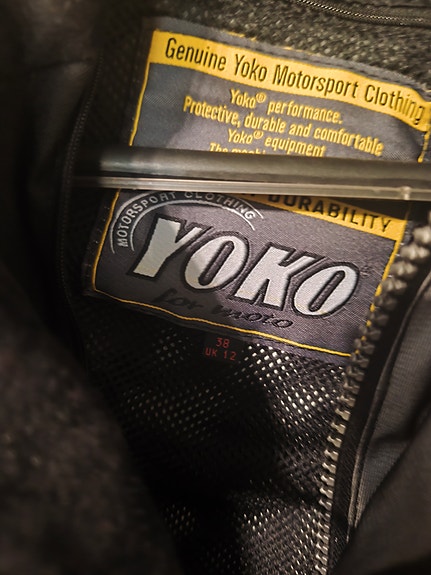 Genuine Yoko Motorsport Clothing
Yoko® performance.
Protective, durable and comfortable
Yoko® equipment
The
DURABILITY
MOTORSPORT CLOTHING
YOKO
for moto
38
UK 12